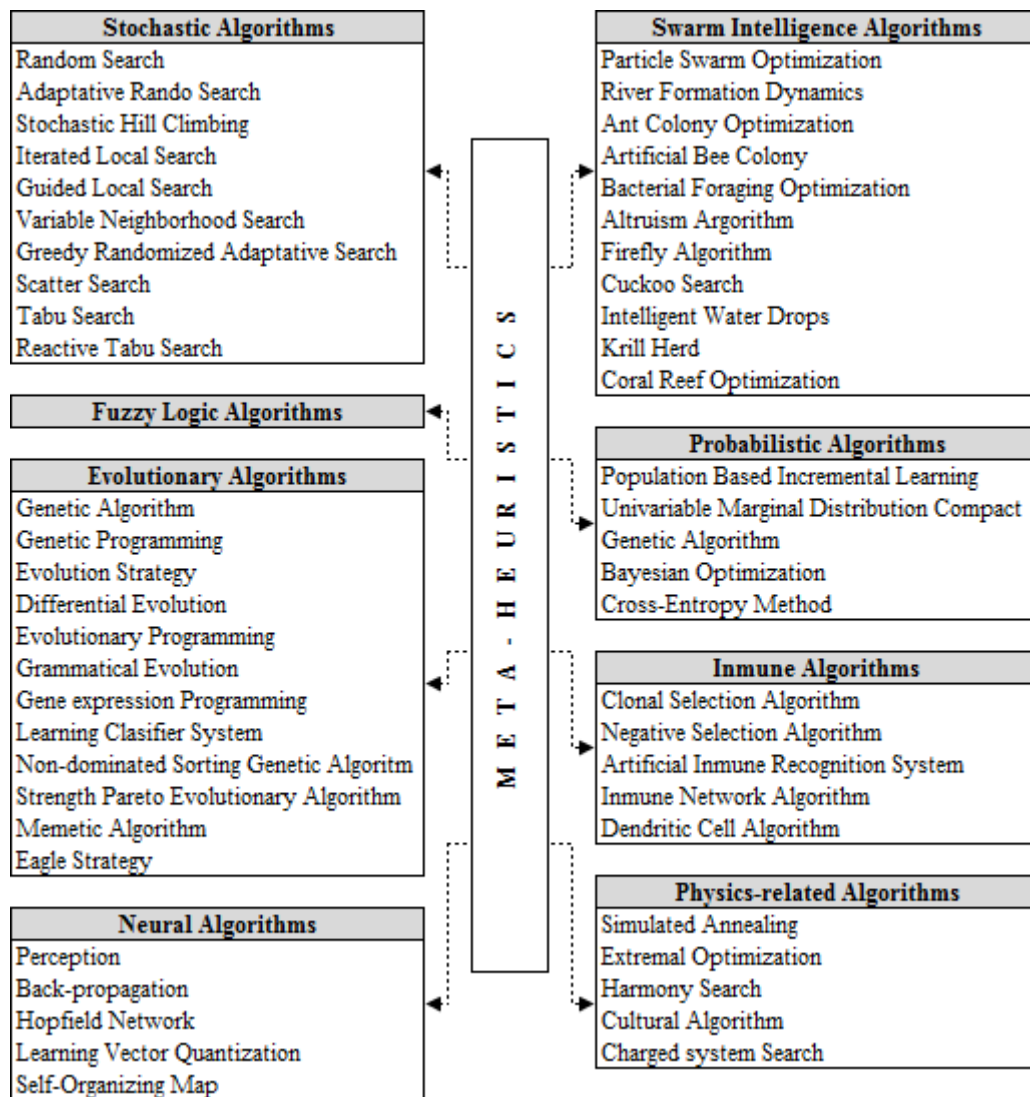 Stochastic Algorithms
Random Search
Adaptative Rando Search
Stochastic Hill Climbing
Iterated Local Search
Guided Local Search
Variable Neighborhood Search
Greedy Randomized Adaptative Search
Scatter Search
Tabu Search
Reactive Tabu Search
Fuzzy Logic Algorithms
Evolutionary Algorithms
Genetic Algorithm
Genetic Programming
Evolution Strategy
Differential Evolution
Evolutionary Programming
Grammatical Evolution
Gene expression Programming
Learning Clasifier System
Non-dominated Sorting Genetic Algoritm
Strength Pareto Evolutionary Algorithm
Memetic Algorithm
Eagle Strategy
Neural Algorithms
Perception
Back-propagation
Hopfield Network
Learning Vector Quantization
Self-Organizing Map
META-HEURISTICS
Swarm Intelligence Algorithms
Particle Swarm Optimization
River Formation Dynamics
Ant Colony Optimization
Artificial Bee Colony
Bacterial Foraging Optimization
Altruism Argorithm
Firefly Algorithm
Cuckoo Search
Intelligent Water Drops
Krill Herd
Coral Reef Optimization
Probabilistic Algorithms
Population Based Incremental Learning
Univariable Marginal Distribution Compact
Genetic Algorithm
Bayesian Optimization
Cross-Entropy Method
Inmune Algorithms
Clonal Selection Algorithm
Negative Selection Algorithm
Artificial Inmune Recognition System
Inmune Network Algorithm
Dendritic Cell Algorithm
Physics-related Algorithms
Simulated Annealing
Extremal Optimization
Harmony Search
Cultural Algorithm
Charged system Search